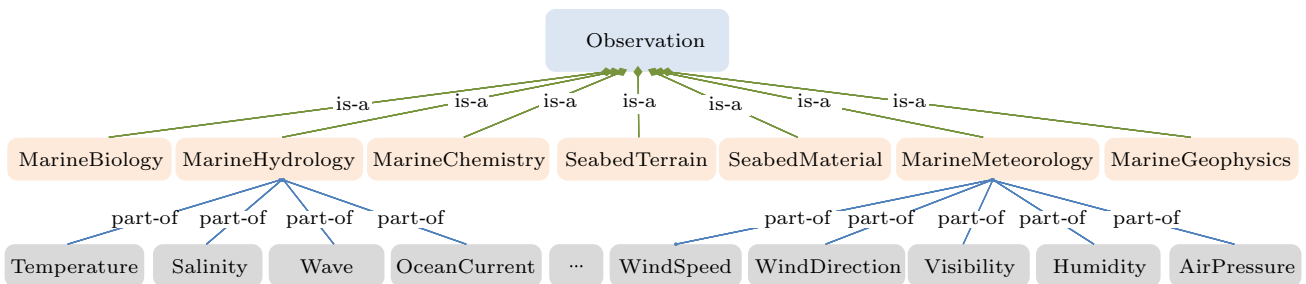 Observation
is-a is-a is-a is-a is-a is-a is-a
MarineBiology MarineHydrology MarineChemistry SeabedTerrain SeabedMaterial MarineMeteorology MarineGeophysics
part-of part-of part-of part-of part-of part-of part-of part-of part-of
Temperature Salinity Wave OceanCurrent ... WindSpeed WindDirection Visibility Humidity AirPressure